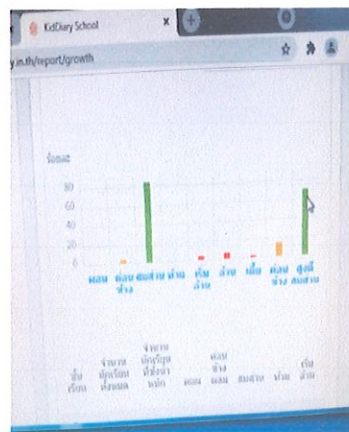 KidDiary School
y.in.th/report/growth
ร้อยละ
80
60
40
20
0
ผอม ค่อนข้าง สมส่วน ท้วม เริ่มอ้วน อ้วน เตี้ย ค่อนข้าง สูงดีสมส่วน
ชั้นเรียน จำนวนนักเรียนทั้งหมด จำนวนนักเรียนที่ชั่งน้ำหนัก ผอม ค่อนข้างผอม สมส่วน ท้วม เริ่มอ้วน